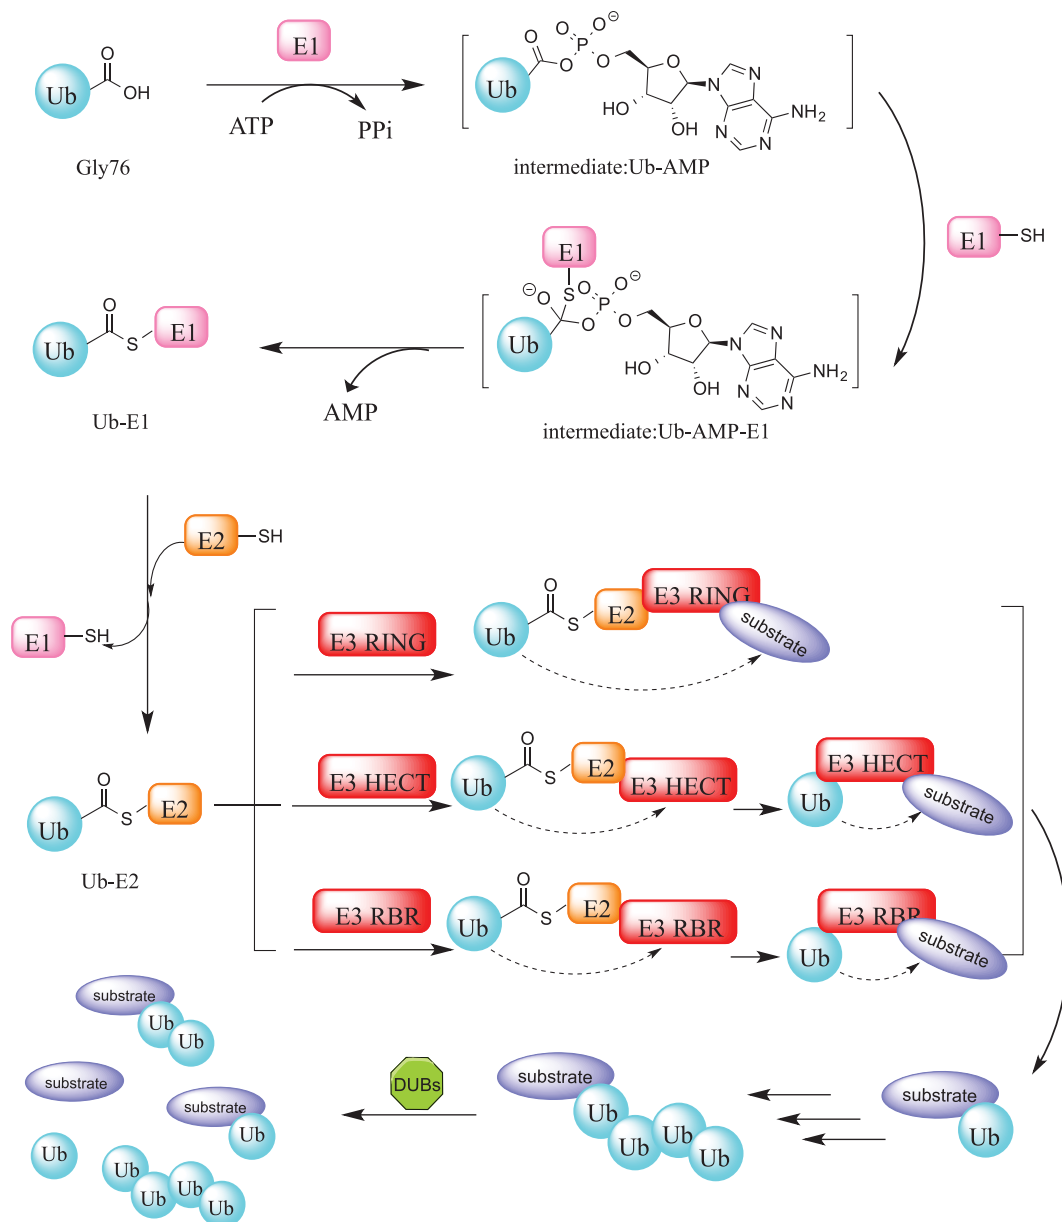 E1
Ub
O
OH
ATP
PPi
Gly76
Ub
O
O
O
P
O
⊖
O
O
HO
OH
N
N
N
N
NH2
intermediate:Ub-AMP
E1
SH
Ub
O
S
E1
Ub-E1
AMP
E1
S
⊖
O
O
O
P
O
⊖
O
O
Ub
HO
OH
N
N
N
N
NH2
intermediate:Ub-AMP-E1
E2
SH
E1
SH
Ub
O
S
E2
Ub-E2
E3 RING
Ub
O
S
E2
E3 RING
substrate
E3 HECT
Ub
O
S
E2
E3 HECT
E3 HECT
Ub
substrate
E3 RBR
Ub
O
S
E2
E3 RBR
E3 RBR
Ub
substrate
substrate
Ub
Ub
substrate
substrate
Ub
Ub
Ub
Ub
Ub
Ub
DUBs
substrate
Ub
Ub
Ub
Ub
substrate
Ub